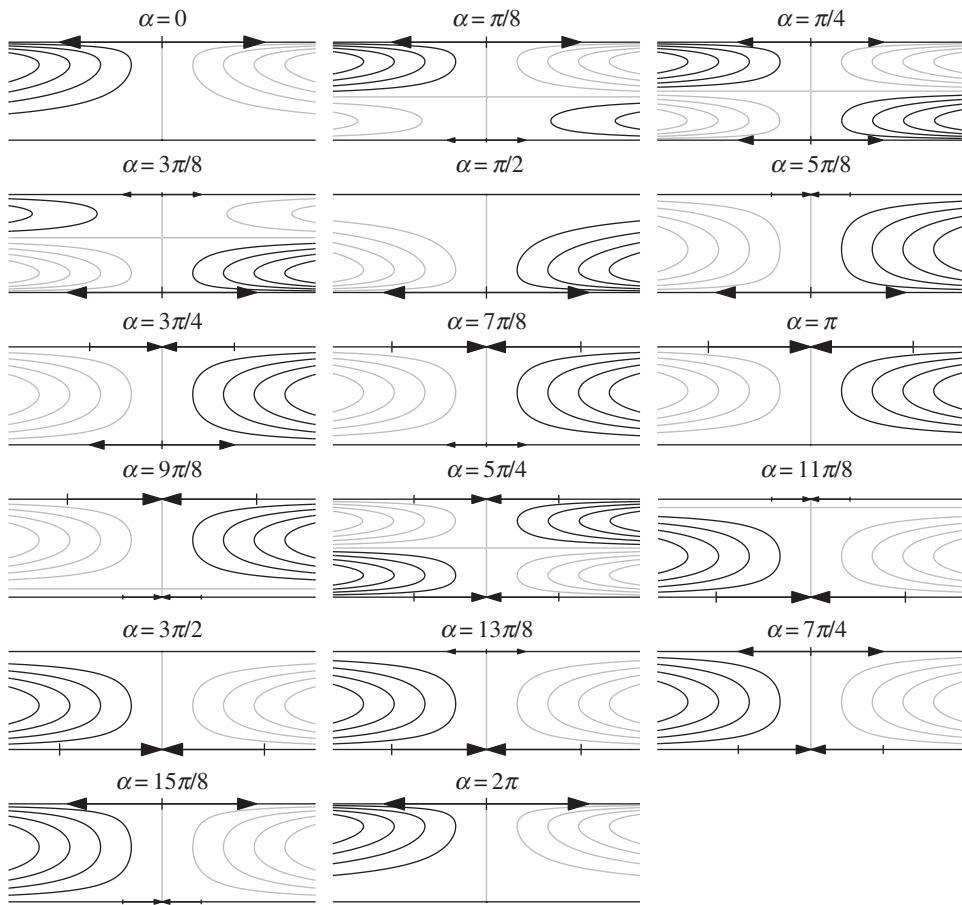 α = 0
α = π/8
α = π/4
α = 3π/8
α = π/2
α = 5π/8
α = 3π/4
α = 7π/8
α = π
α = 9π/8
α = 5π/4
α = 11π/8
α = 3π/2
α = 13π/8
α = 7π/4
α = 15π/8
α = 2π